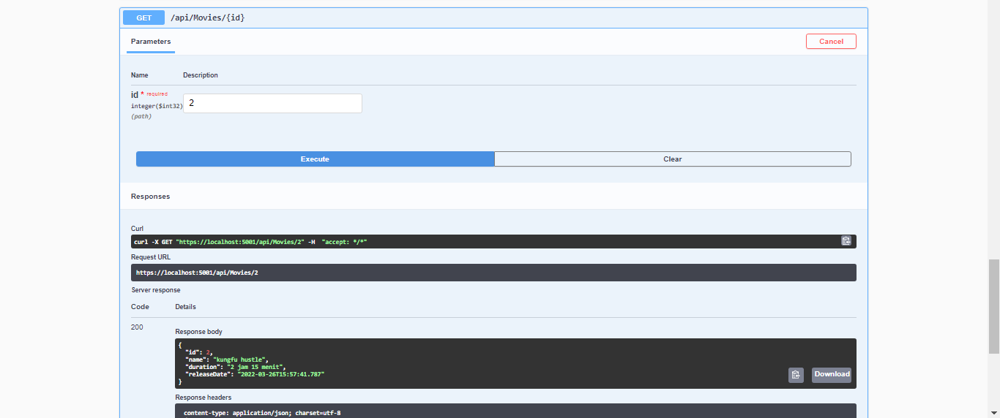 GET /api/Movies/{id}
Parameters
Cancel
Name Description
id * required
integer($int32)
(path)
2
Execute Clear
Responses
Curl
curl -X GET "https://localhost:5001/api/Movies/2" -H  "accept: */*"
Request URL
https://localhost:5001/api/Movies/2
Server response
Code Details
200
Response body
{
  "id": 2,
  "name": "kungfu hustle",
  "duration": "2 jam 15 menit",
  "releaseDate": "2022-03-26T15:57:41.787"
}
Download
Response headers
content-type: application/json; charset=utf-8